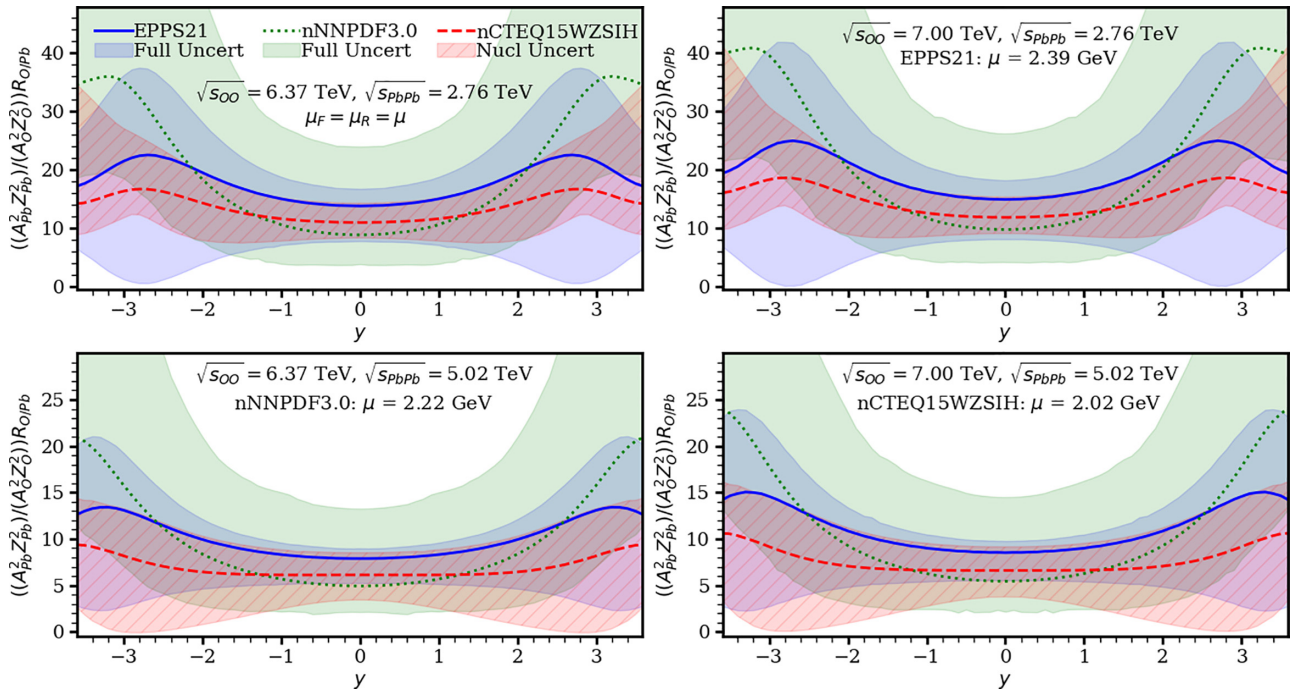 EPPS21 nNNPDF3.0 nCTEQ15WZSIH
Full Uncert Full Uncert Nucl Uncert
√s_OO = 6.37 TeV, √s_PbPb = 2.76 TeV
μ_F = μ_R = μ
((A²_Pb Z²_Pb)/(A²_O Z²_O))R_O/Pb
40
30
20
10
0
−3 −2 −1 0 1 2 3
y
√s_OO = 7.00 TeV, √s_PbPb = 2.76 TeV
EPPS21: μ = 2.39 GeV
((A²_Pb Z²_Pb)/(A²_O Z²_O))R_O/Pb
40
30
20
10
0
−3 −2 −1 0 1 2 3
y
√s_OO = 6.37 TeV, √s_PbPb = 5.02 TeV
nNNPDF3.0: μ = 2.22 GeV
((A²_Pb Z²_Pb)/(A²_O Z²_O))R_O/Pb
25
20
15
10
5
0
−3 −2 −1 0 1 2 3
y
√s_OO = 7.00 TeV, √s_PbPb = 5.02 TeV
nCTEQ15WZSIH: μ = 2.02 GeV
((A²_Pb Z²_Pb)/(A²_O Z²_O))R_O/Pb
25
20
15
10
5
0
−3 −2 −1 0 1 2 3
y